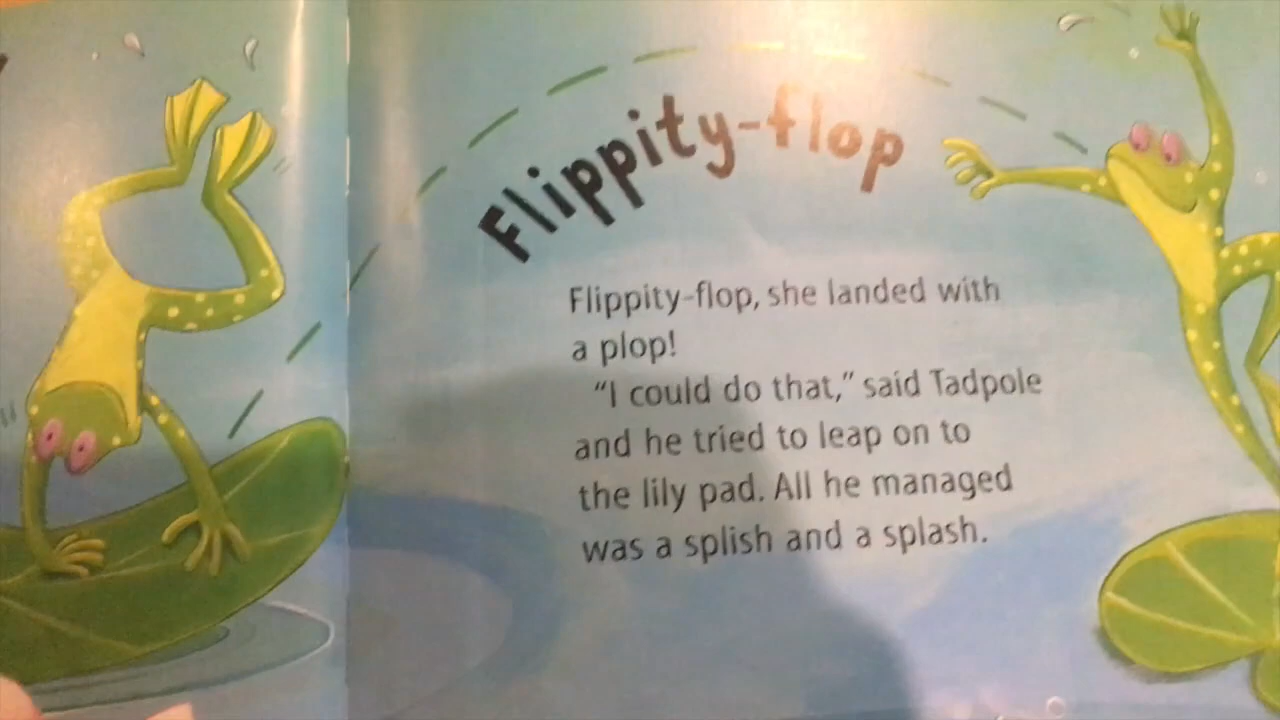 Flippity-flop
Flippity-flop, she landed with
a plop!
“I could do that,” said Tadpole
and he tried to leap on to
the lily pad. All he managed
was a splish and a splash.